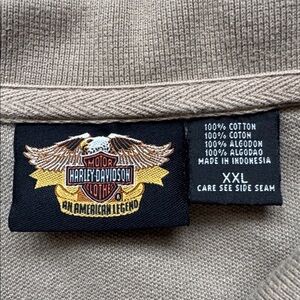 MOTOR
HARLEY-DAVIDSON
CLOTHES
®
AN AMERICAN LEGEND
100% COTTON
100% COTON
100% ALGODON
100% ALGODAO
MADE IN INDONESIA
XXL
CARE SEE SIDE SEAM